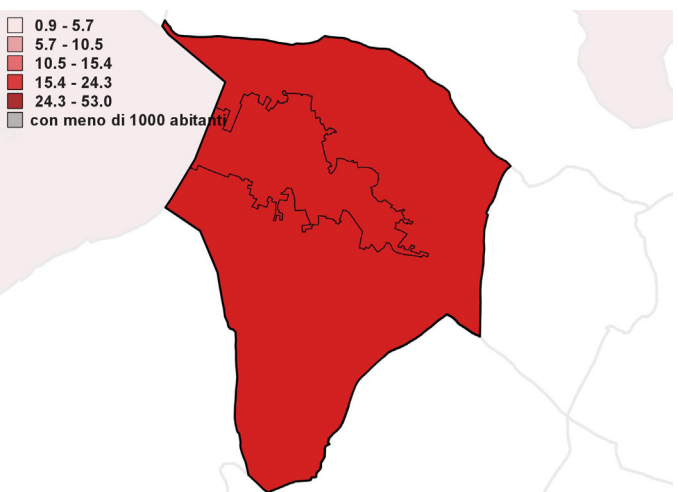 0.9 - 5.7
5.7 - 10.5
10.5 - 15.4
15.4 - 24.3
24.3 - 53.0
con meno di 1000 abitanti